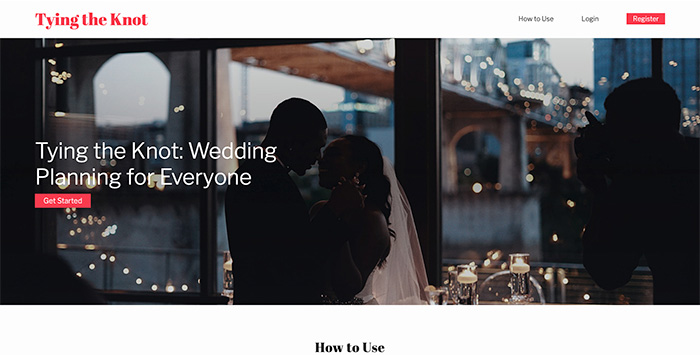 Tying the Knot
How to Use
Login
Register
Tying the Knot: Wedding
Planning for Everyone
Get Started
How to Use